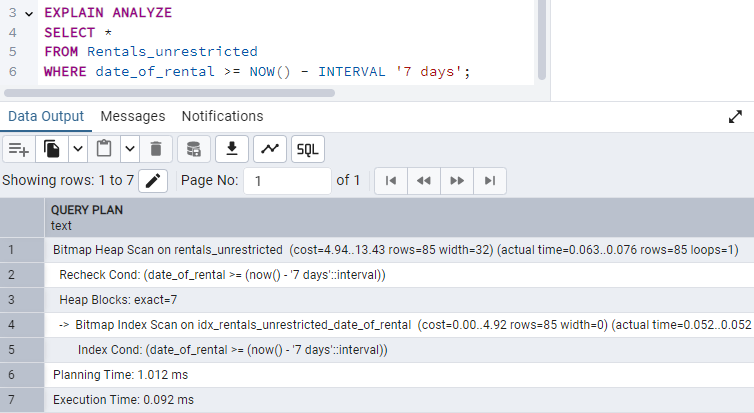 3 EXPLAIN ANALYZE
4 SELECT *
5 FROM Rentals_unrestricted
6 WHERE date_of_rental >= NOW() - INTERVAL '7 days';
Data Output Messages Notifications
SQL
Showing rows: 1 to 7 Page No: 1 of 1
QUERY PLAN
text
1 Bitmap Heap Scan on rentals_unrestricted (cost=4.94..13.43 rows=85 width=32) (actual time=0.063..0.076 rows=85 loops=1)
2 Recheck Cond: (date_of_rental >= (now() - '7 days'::interval))
3 Heap Blocks: exact=7
4 -> Bitmap Index Scan on idx_rentals_unrestricted_date_of_rental (cost=0.00..4.92 rows=85 width=0) (actual time=0.052..0.052
5 Index Cond: (date_of_rental >= (now() - '7 days'::interval))
6 Planning Time: 1.012 ms
7 Execution Time: 0.092 ms